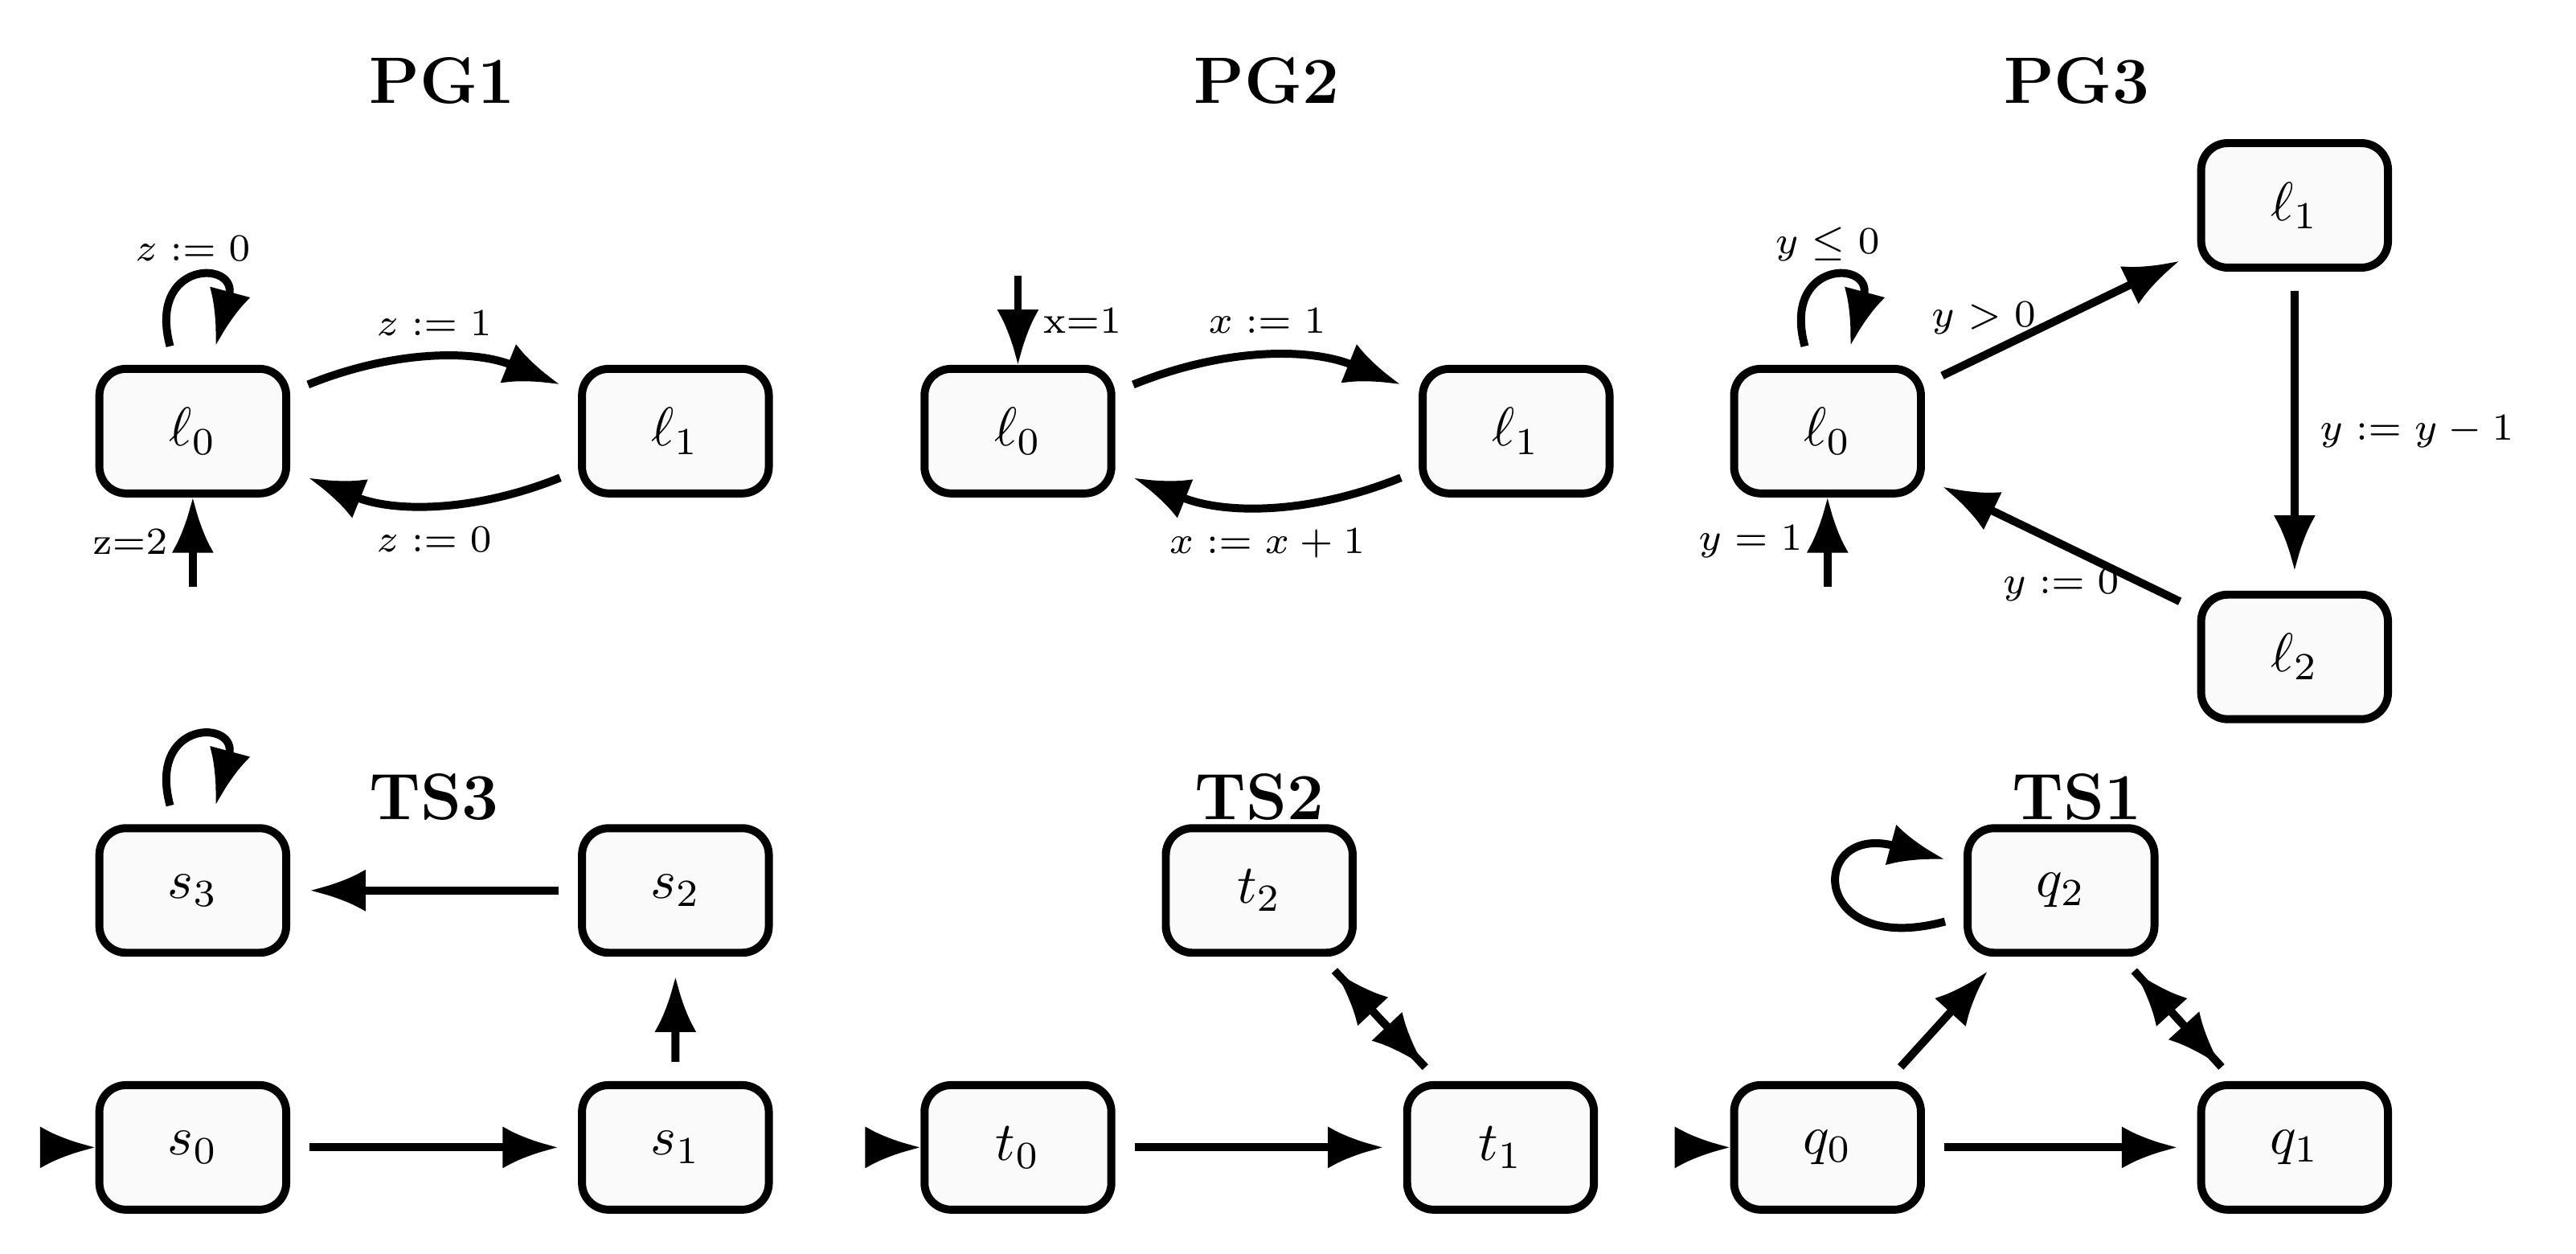 PG1
PG2
PG3
z := 0
z := 1
ℓ0
ℓ1
z=2
z := 0
x=1
x := 1
ℓ0
ℓ1
x := x + 1
y ≤ 0
y > 0
ℓ1
ℓ0
y := y − 1
y = 1
y := 0
ℓ2
TS3
TS2
TS1
s3
s2
t2
q2
s0
s1
t0
t1
q0
q1